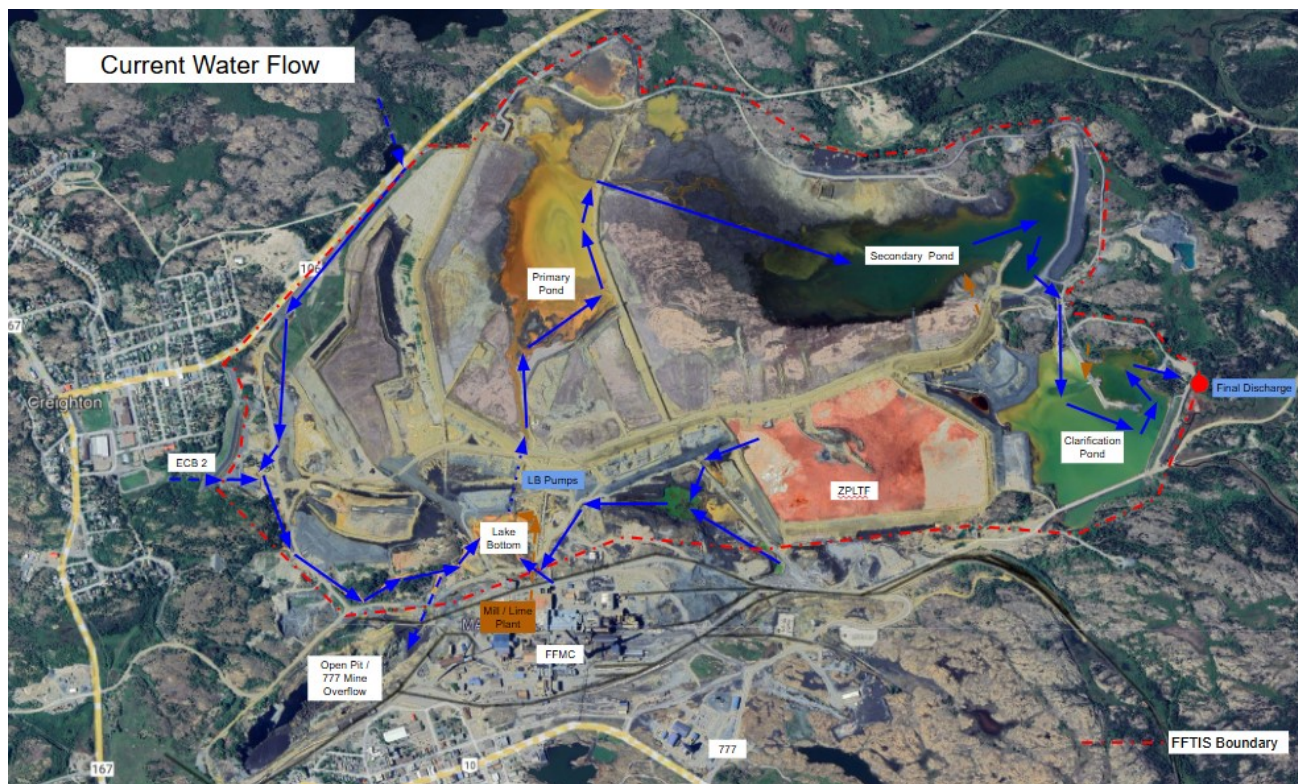 Current Water Flow
106
Primary
Pond
Secondary Pond
67
Creighton
Final Discharge
Clarification
Pond
ECB 2
LB Pumps
ZPLTF
Lake
Bottom
Mill / Lime
Plant
FFMC
Open Pit /
777 Mine
Overflow
777
FFTIS Boundary
167
10